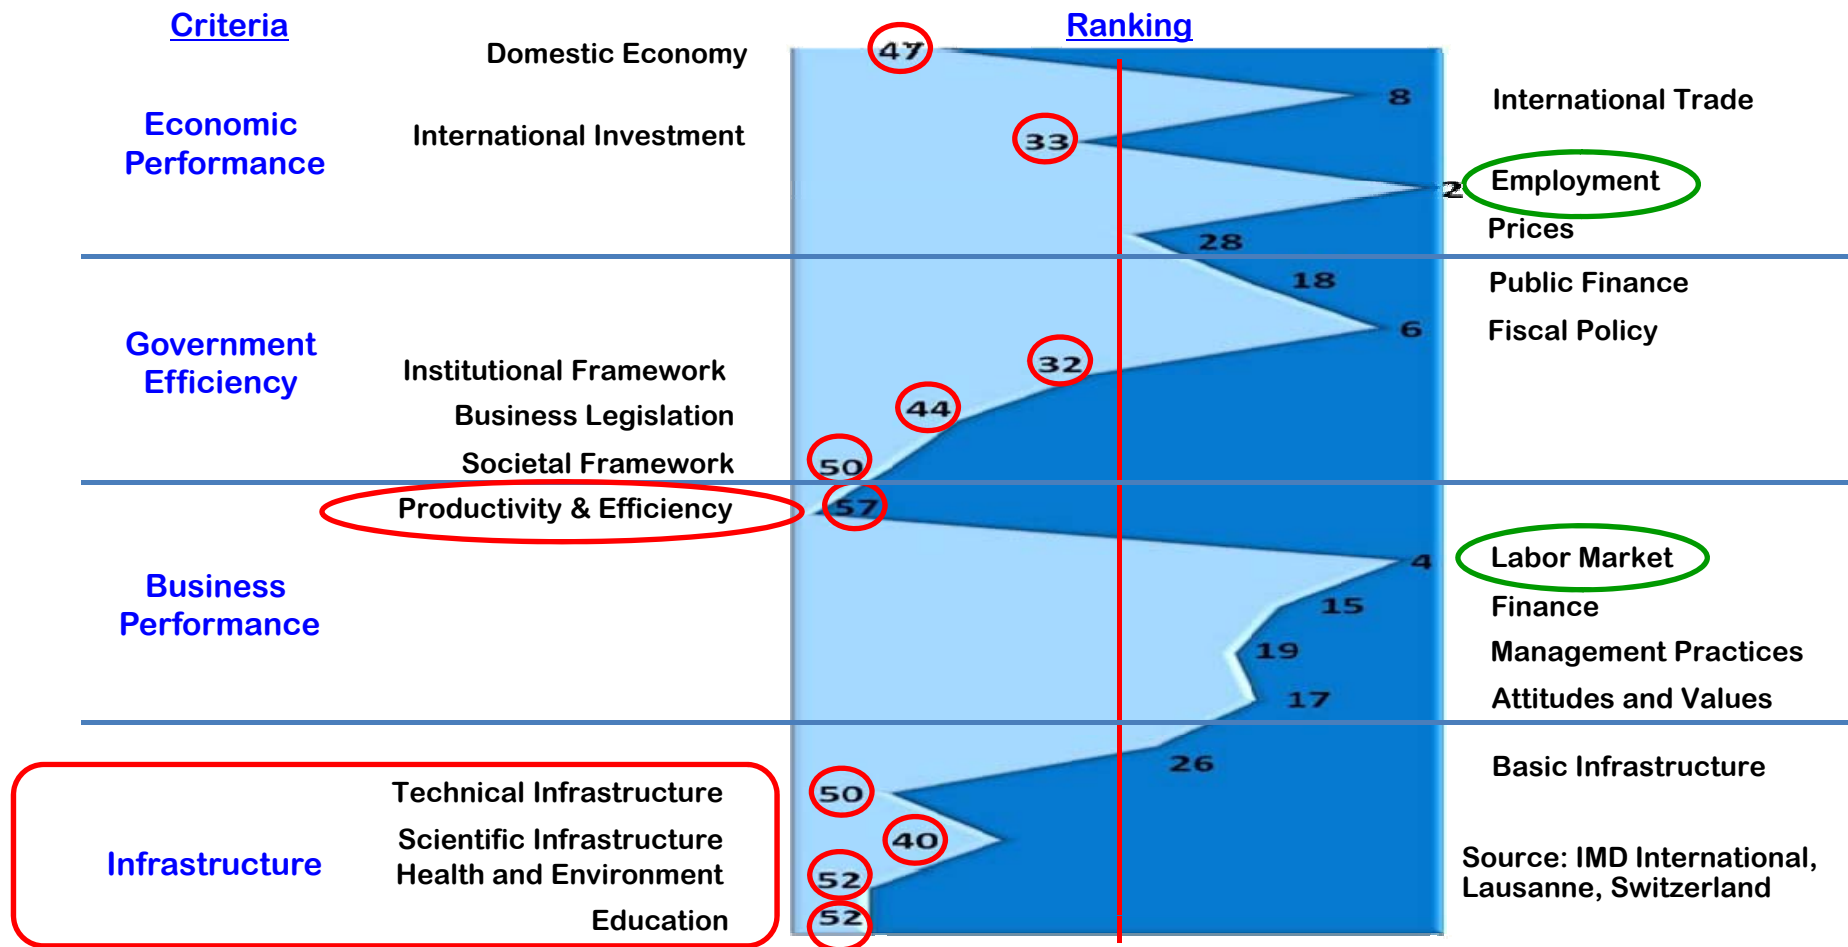 Criteria
Ranking
Domestic Economy
47
8
International Trade
Economic
Performance
International Investment
33
2
Employment
Prices
28
18
Public Finance
6
Fiscal Policy
Government
Efficiency
Institutional Framework
32
Business Legislation
44
Societal Framework
50
Productivity & Efficiency
57
4
Labor Market
Business
Performance
15
Finance
19
Management Practices
17
Attitudes and Values
26
Basic Infrastructure
Technical Infrastructure
50
Scientific Infrastructure
40
Infrastructure
Health and Environment
52
Education
52
Source: IMD International,
Lausanne, Switzerland